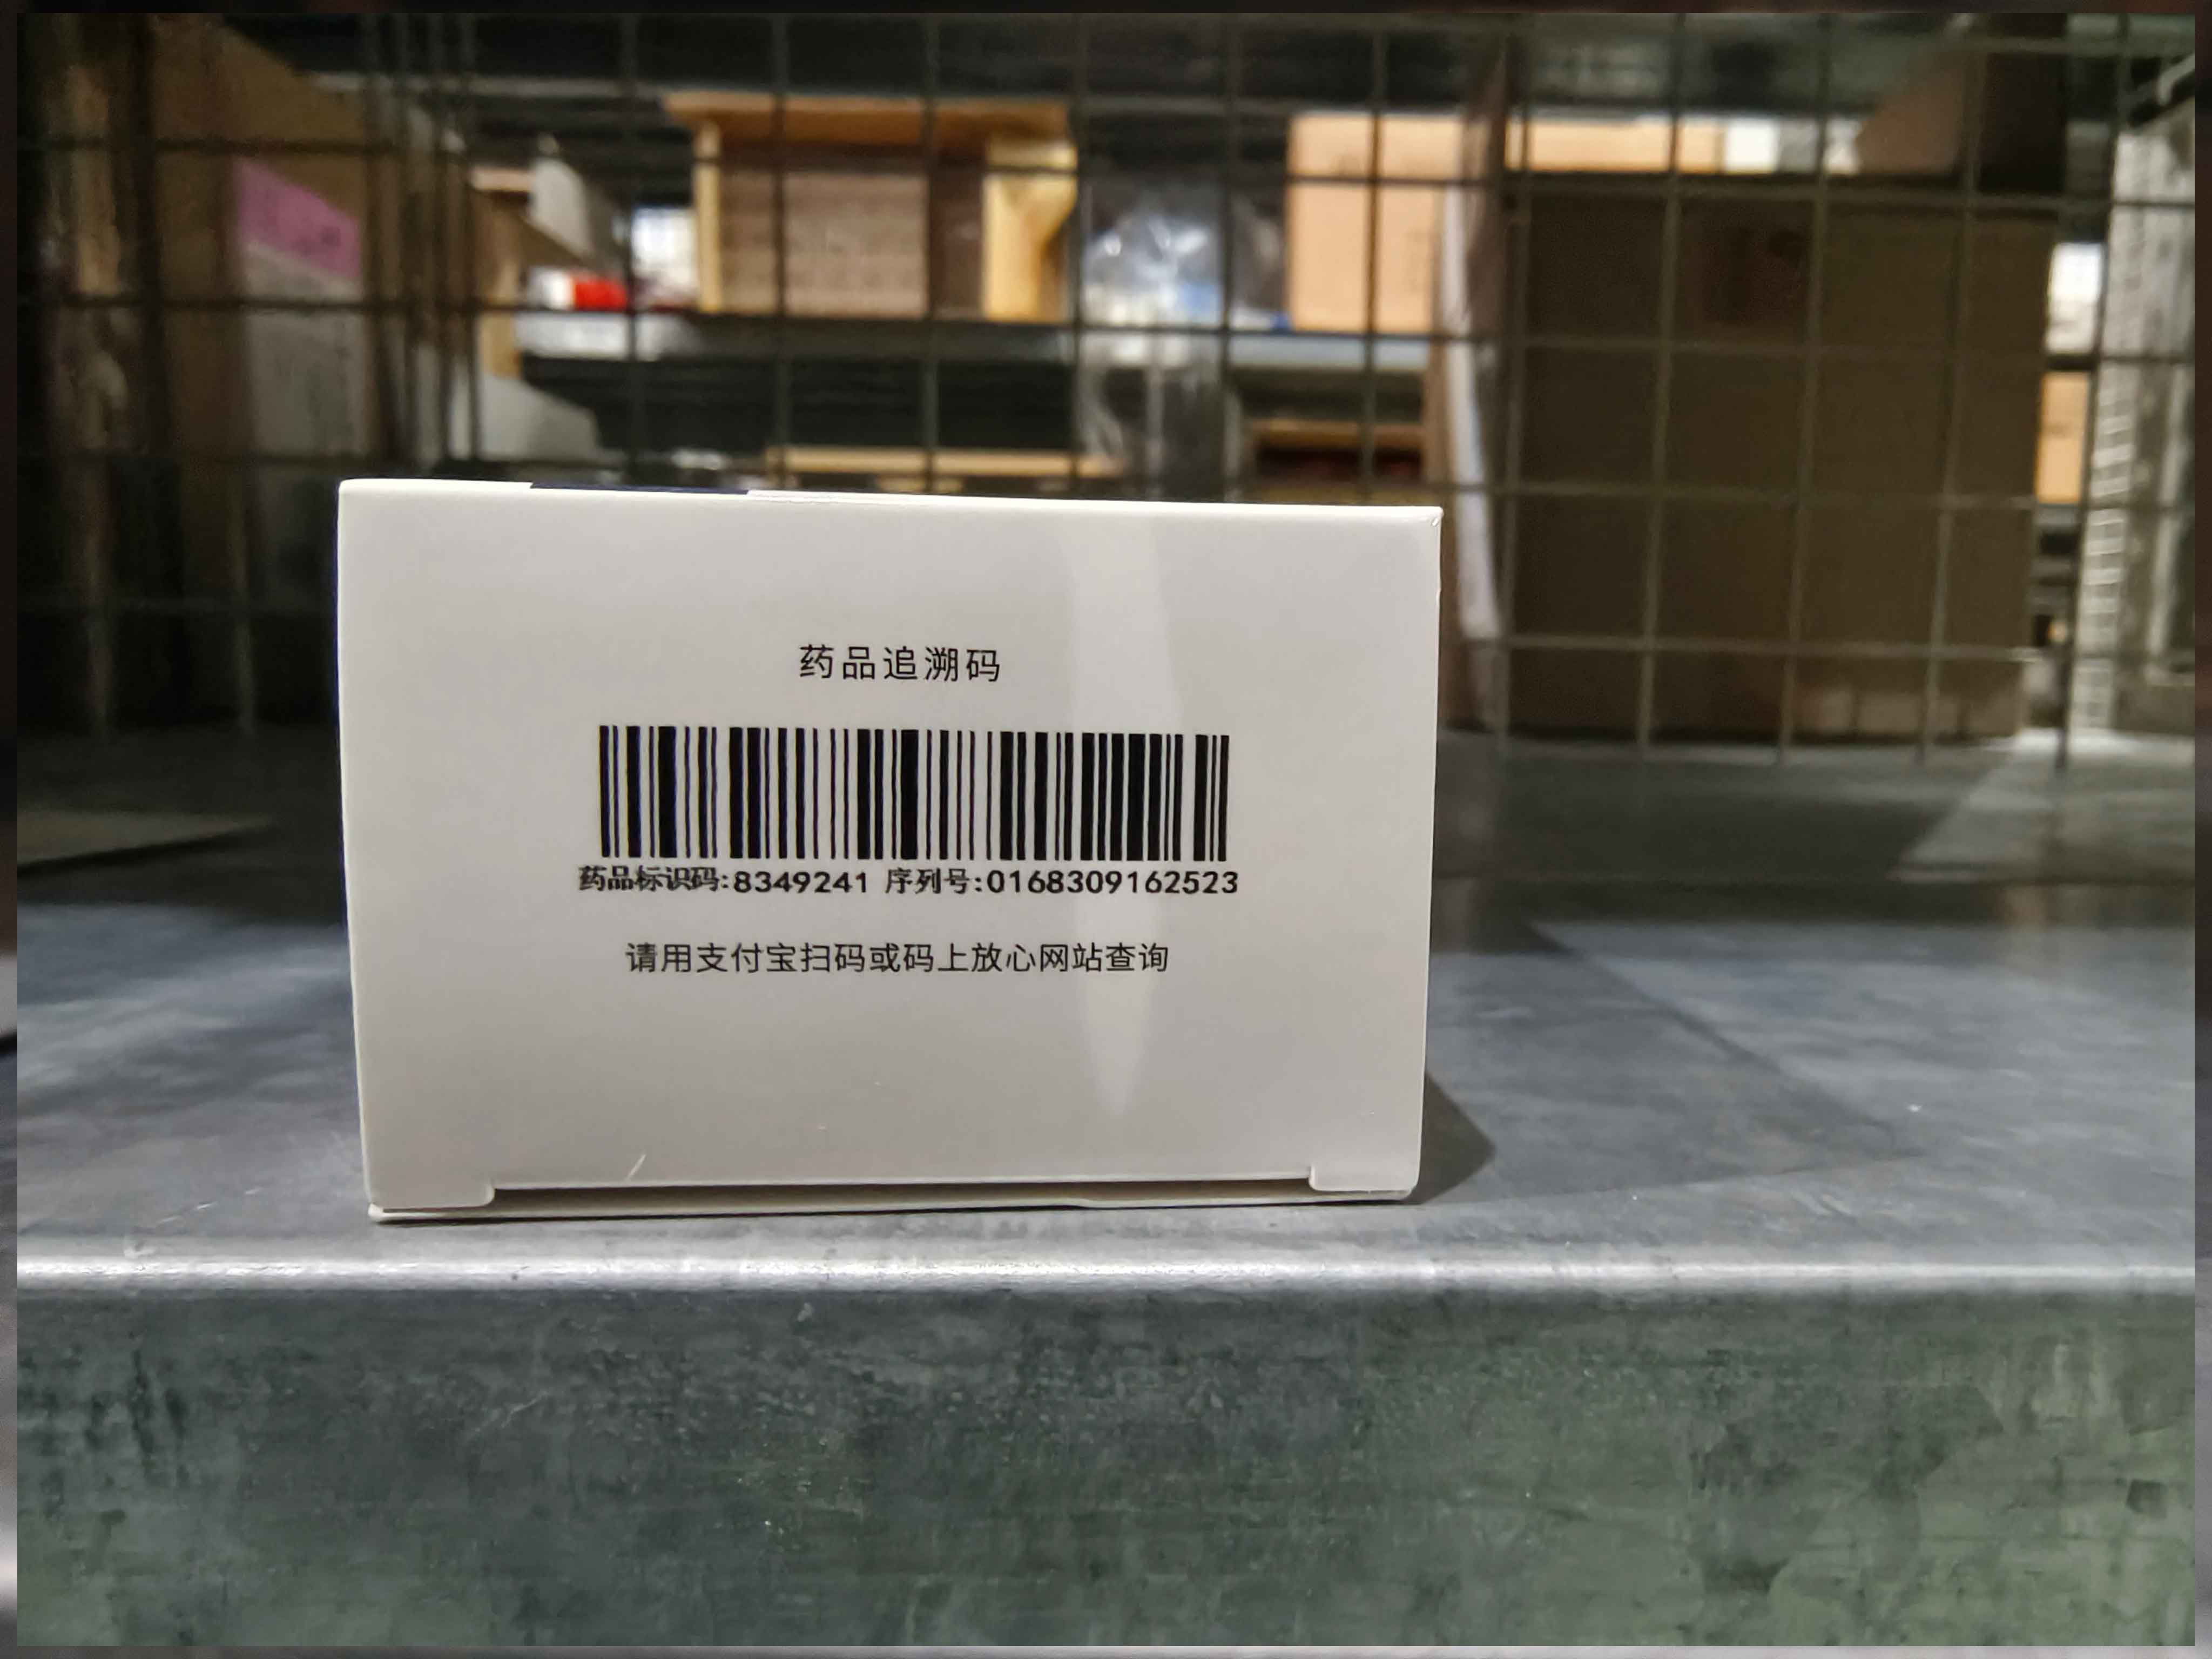 药品追溯码
药品标识码:8349241 序列号:0168309162523
请用支付宝扫码或码上放心网站查询